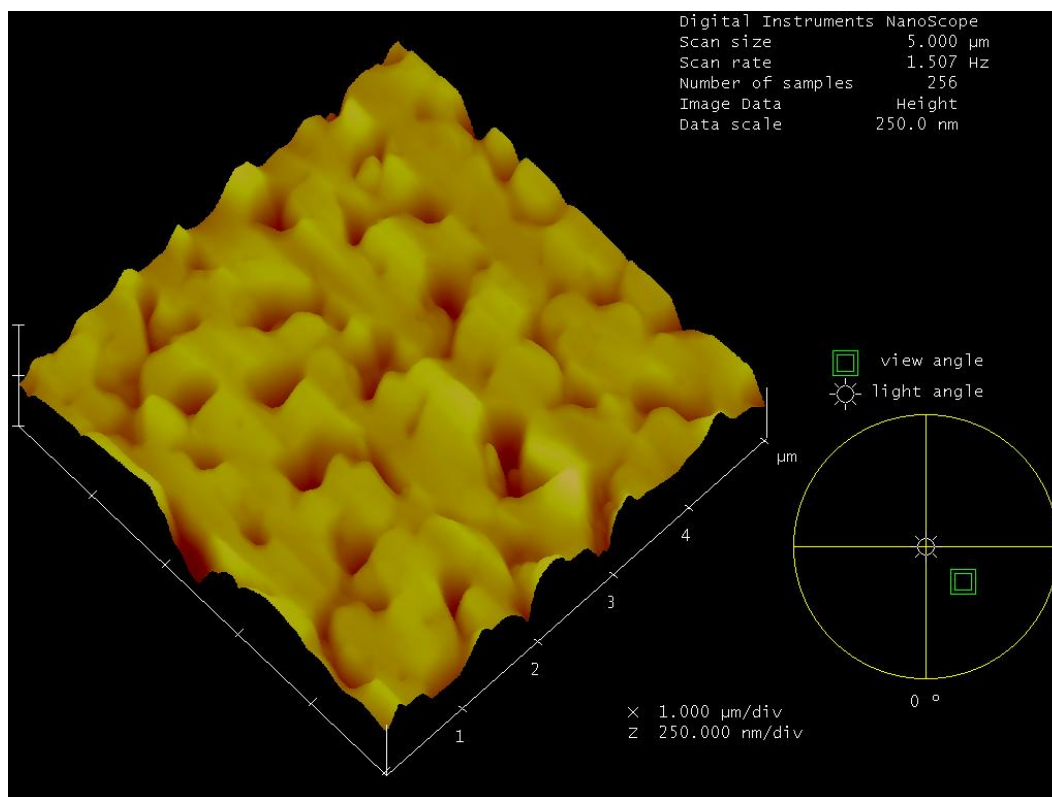 Digital Instruments NanoScope
Scan size 5.000 µm
Scan rate 1.507 Hz
Number of samples 256
Image Data Height
Data scale 250.0 nm
view angle
light angle
µm
4
3
2
1
0 º
X 1.000 µm/div
Z 250.000 nm/div